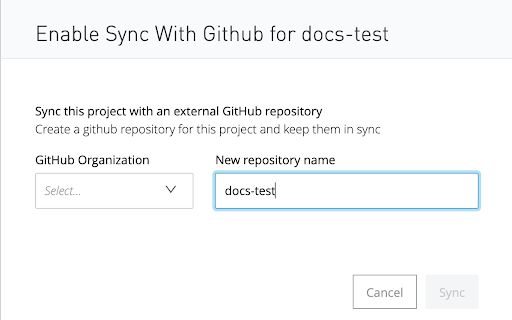 Enable Sync With Github for docs-test
Sync this project with an external GitHub repository
Create a github repository for this project and keep them in sync
GitHub Organization
New repository name
Select...
docs-test
Cancel
Sync